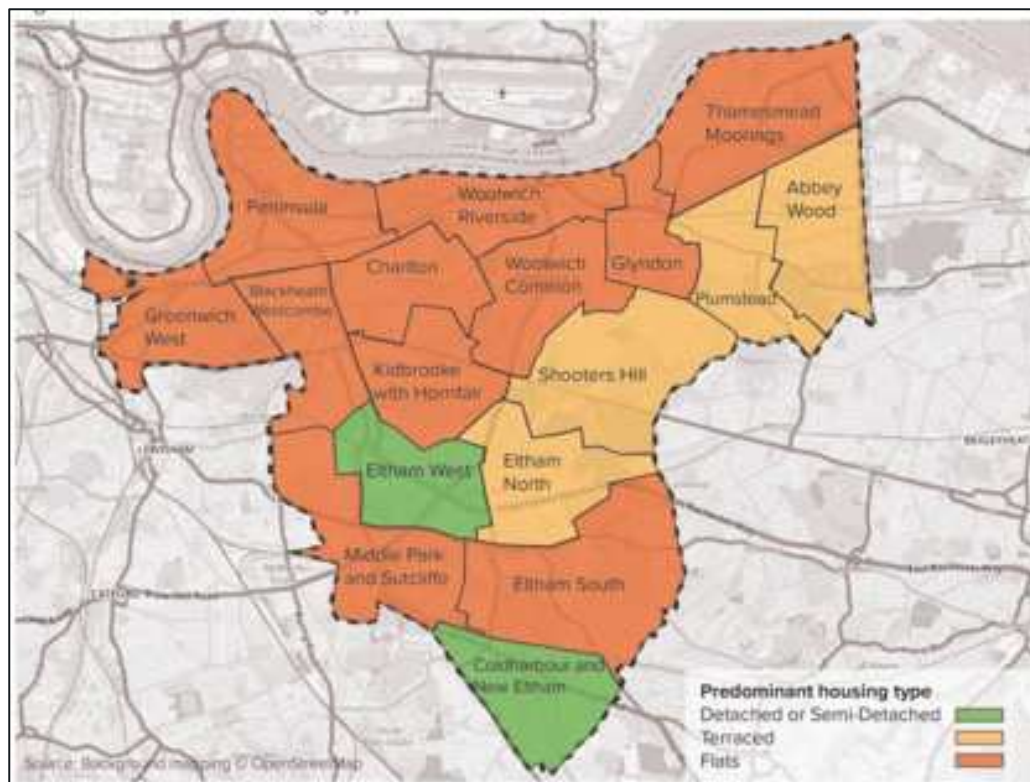 Thamesmead
Moorings
Abbey
Wood
Peninsula
Woolwich
Riverside
Charlton
Woolwich
Common
Glyndon
Plumstead
Blackheath
Westcombe
Greenwich
West
Kidbrooke
with Hornfair
Shooters Hill
Eltham West
Eltham
North
Middle Park
and Sutcliffe
Eltham South
Coldharbour and
New Eltham
LEWISHAM
Predominant housing type
Detached or Semi-Detached
Terraced
Flats
Source: Background mapping © OpenStreetMap